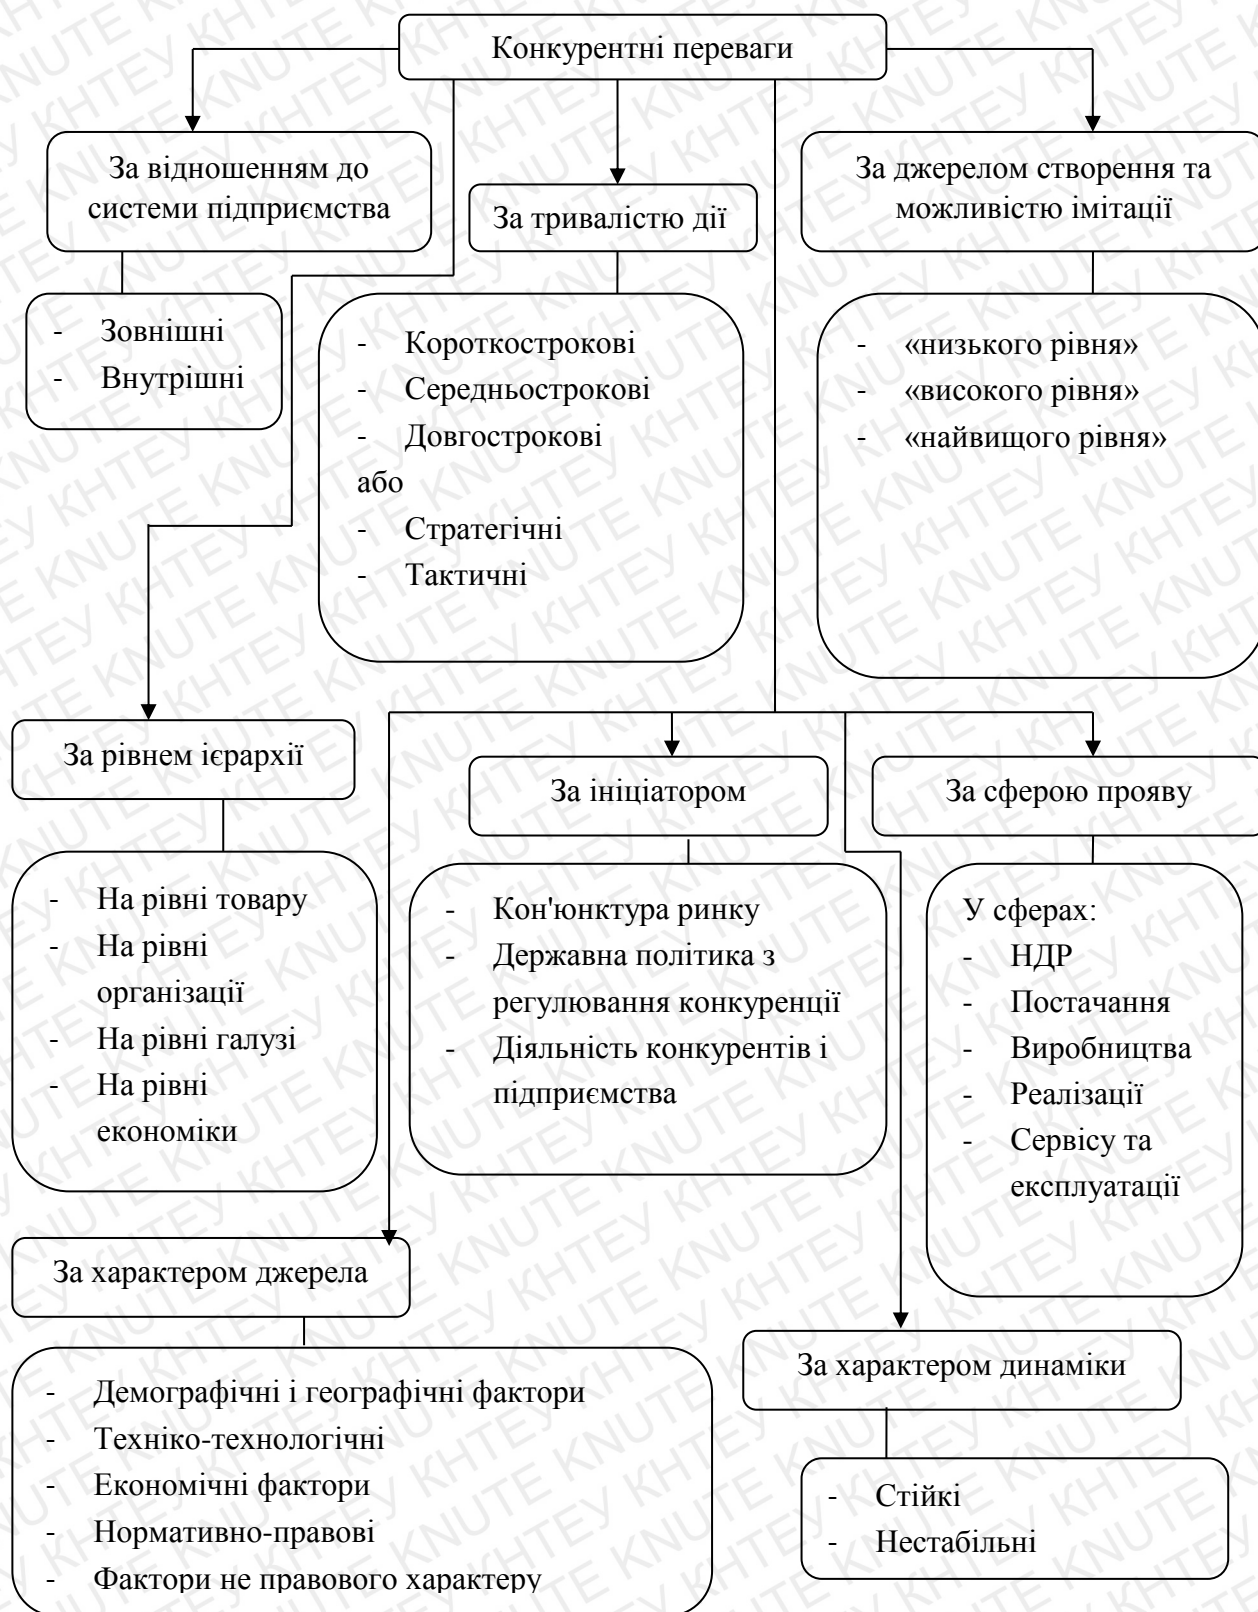 Конкурентні переваги
За відношенням до
системи підприємства
За тривалістю дії
За джерелом створення та
можливістю імітації
- Зовнішні
- Внутрішні
- Короткострокові
- Середньострокові
- Довгострокові
або
- Стратегічні
- Тактичні
- «низького рівня»
- «високого рівня»
- «найвищого рівня»
За рівнем ієрархії
За ініціатором
За сферою прояву
- На рівні товару
- На рівні
організації
- На рівні галузі
- На рівні
економіки
- Кон'юнктура ринку
- Державна політика з
регулювання конкуренції
- Діяльність конкурентів і
підприємства
У сферах:
- НДР
- Постачання
- Виробництва
- Реалізації
- Сервісу та
експлуатації
За характером джерела
За характером динаміки
- Демографічні і географічні фактори
- Техніко-технологічні
- Економічні фактори
- Нормативно-правові
- Фактори не правового характеру
- Стійкі
- Нестабільні